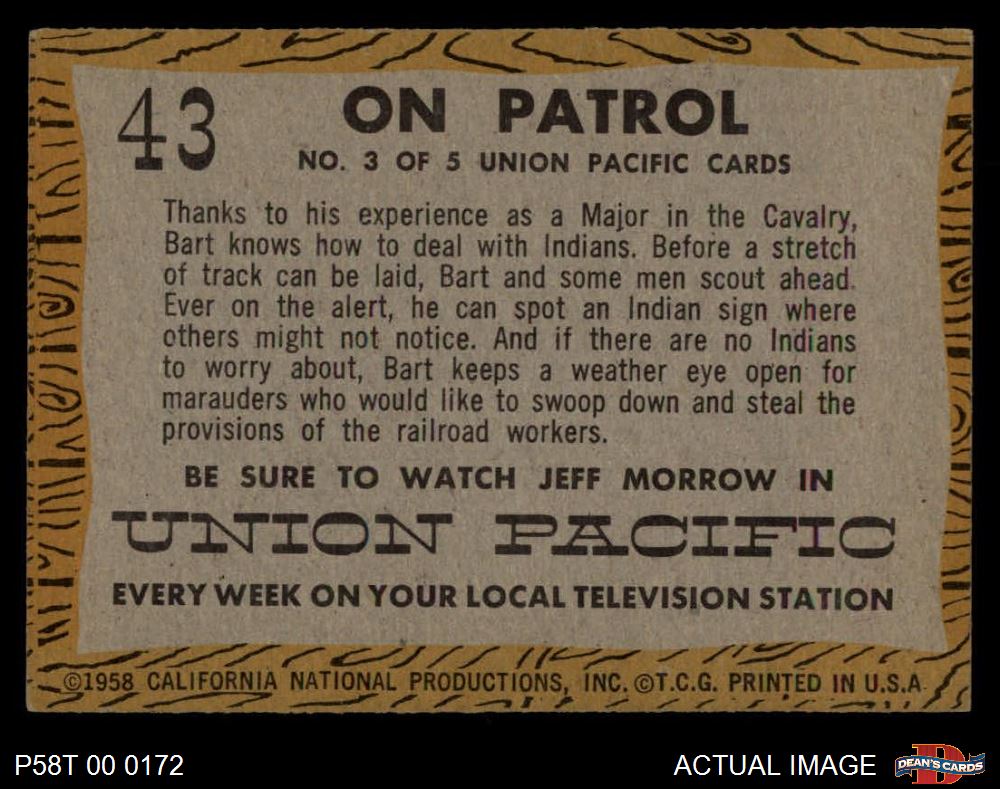 43
ON PATROL
NO. 3 OF 5 UNION PACIFIC CARDS
Thanks to his experience as a Major in the Cavalry,
Bart knows how to deal with Indians. Before a stretch
of track can be laid, Bart and some men scout ahead.
Ever on the alert, he can spot an Indian sign where
others might not notice. And if there are no Indians
to worry about, Bart keeps a weather eye open for
marauders who would like to swoop down and steal the
provisions of the railroad workers.
BE SURE TO WATCH JEFF MORROW IN
UNION PACIFIC
EVERY WEEK ON YOUR LOCAL TELEVISION STATION
©1958 CALIFORNIA NATIONAL PRODUCTIONS, INC. ©T.C.G. PRINTED IN U.S.A.
P58T 00 0172
ACTUAL IMAGE
D
DEAN'S CARDS